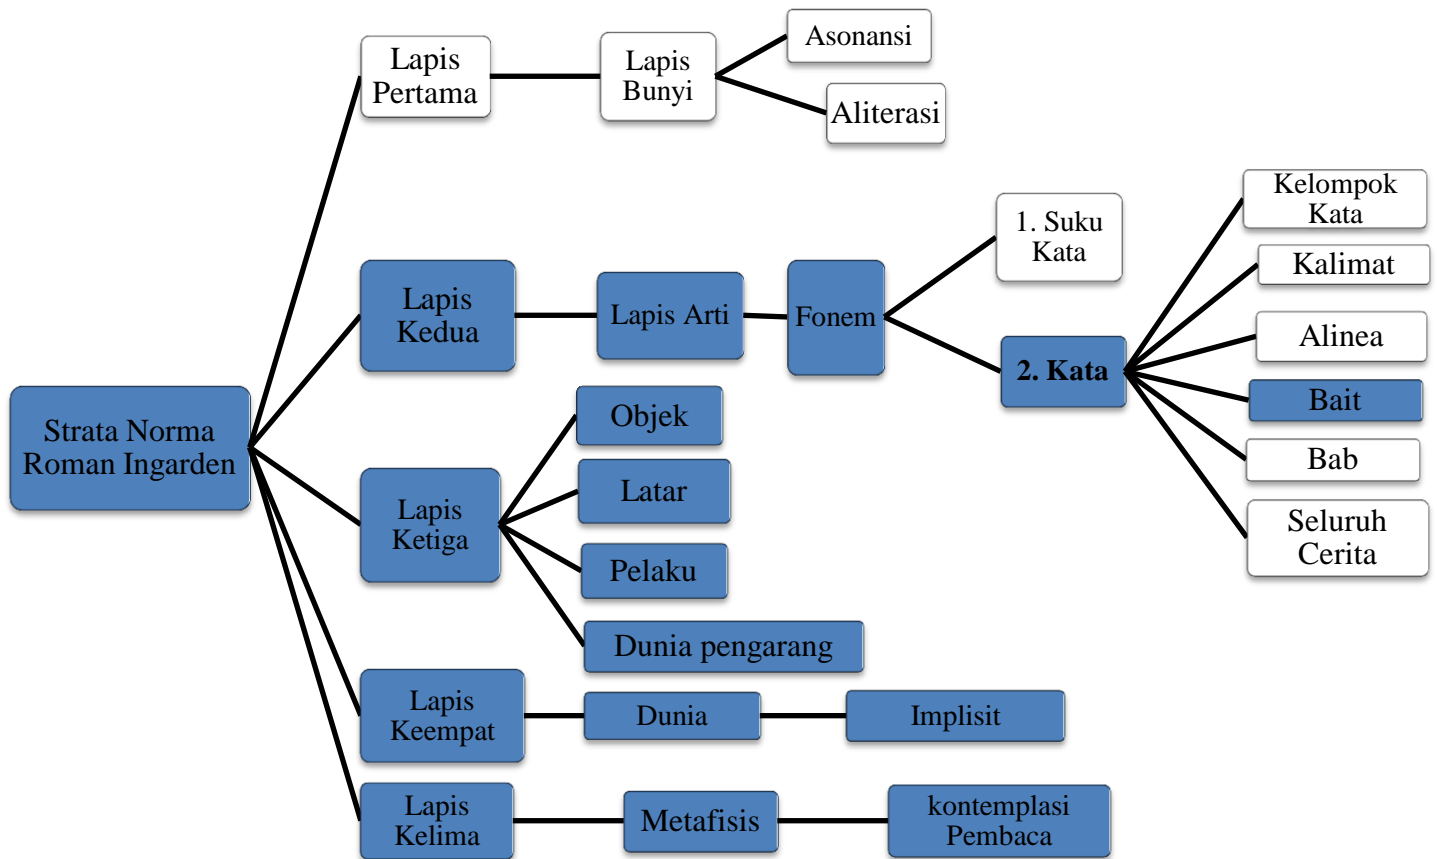 Strata Norma
Roman Ingarden
Lapis
Pertama
Lapis
Bunyi
Asonansi
Aliterasi
Lapis
Kedua
Lapis Arti
Fonem
1. Suku
Kata
2. Kata
Kelompok
Kata
Kalimat
Alinea
Bait
Bab
Seluruh
Cerita
Lapis
Ketiga
Objek
Latar
Pelaku
Dunia pengarang
Lapis
Keempat
Dunia
Implisit
Lapis
Kelima
Metafisis
kontemplasi
Pembaca